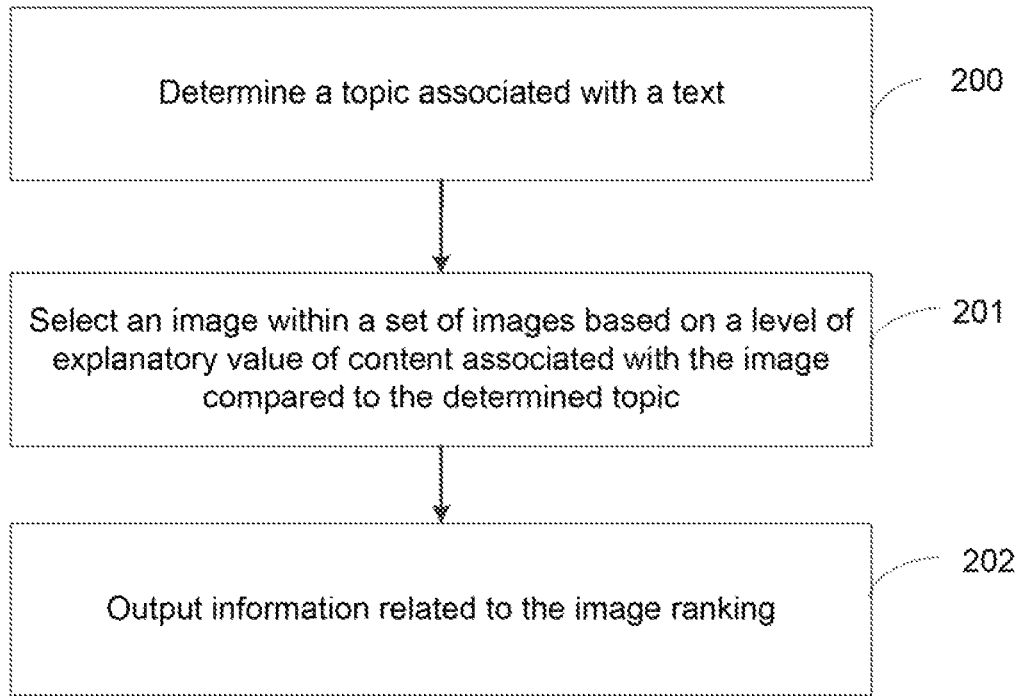 Determine a topic associated with a text
200
Select an image within a set of images based on a level of
explanatory value of content associated with the image
compared to the determined topic
201
Output information related to the image ranking
202